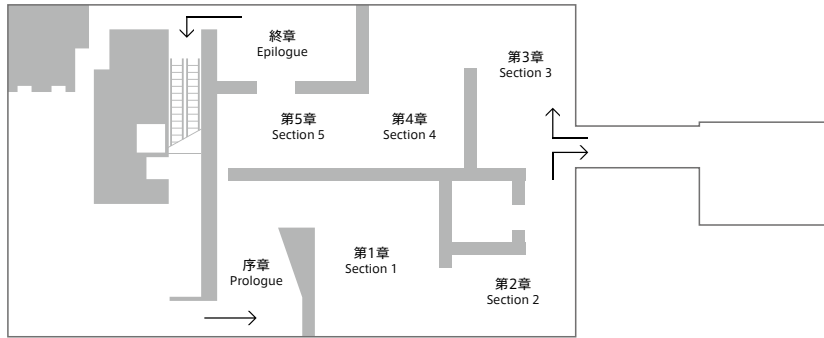 終章
Epilogue
第3章
Section 3
第5章
Section 5
第4章
Section 4
序章
Prologue
第1章
Section 1
第2章
Section 2